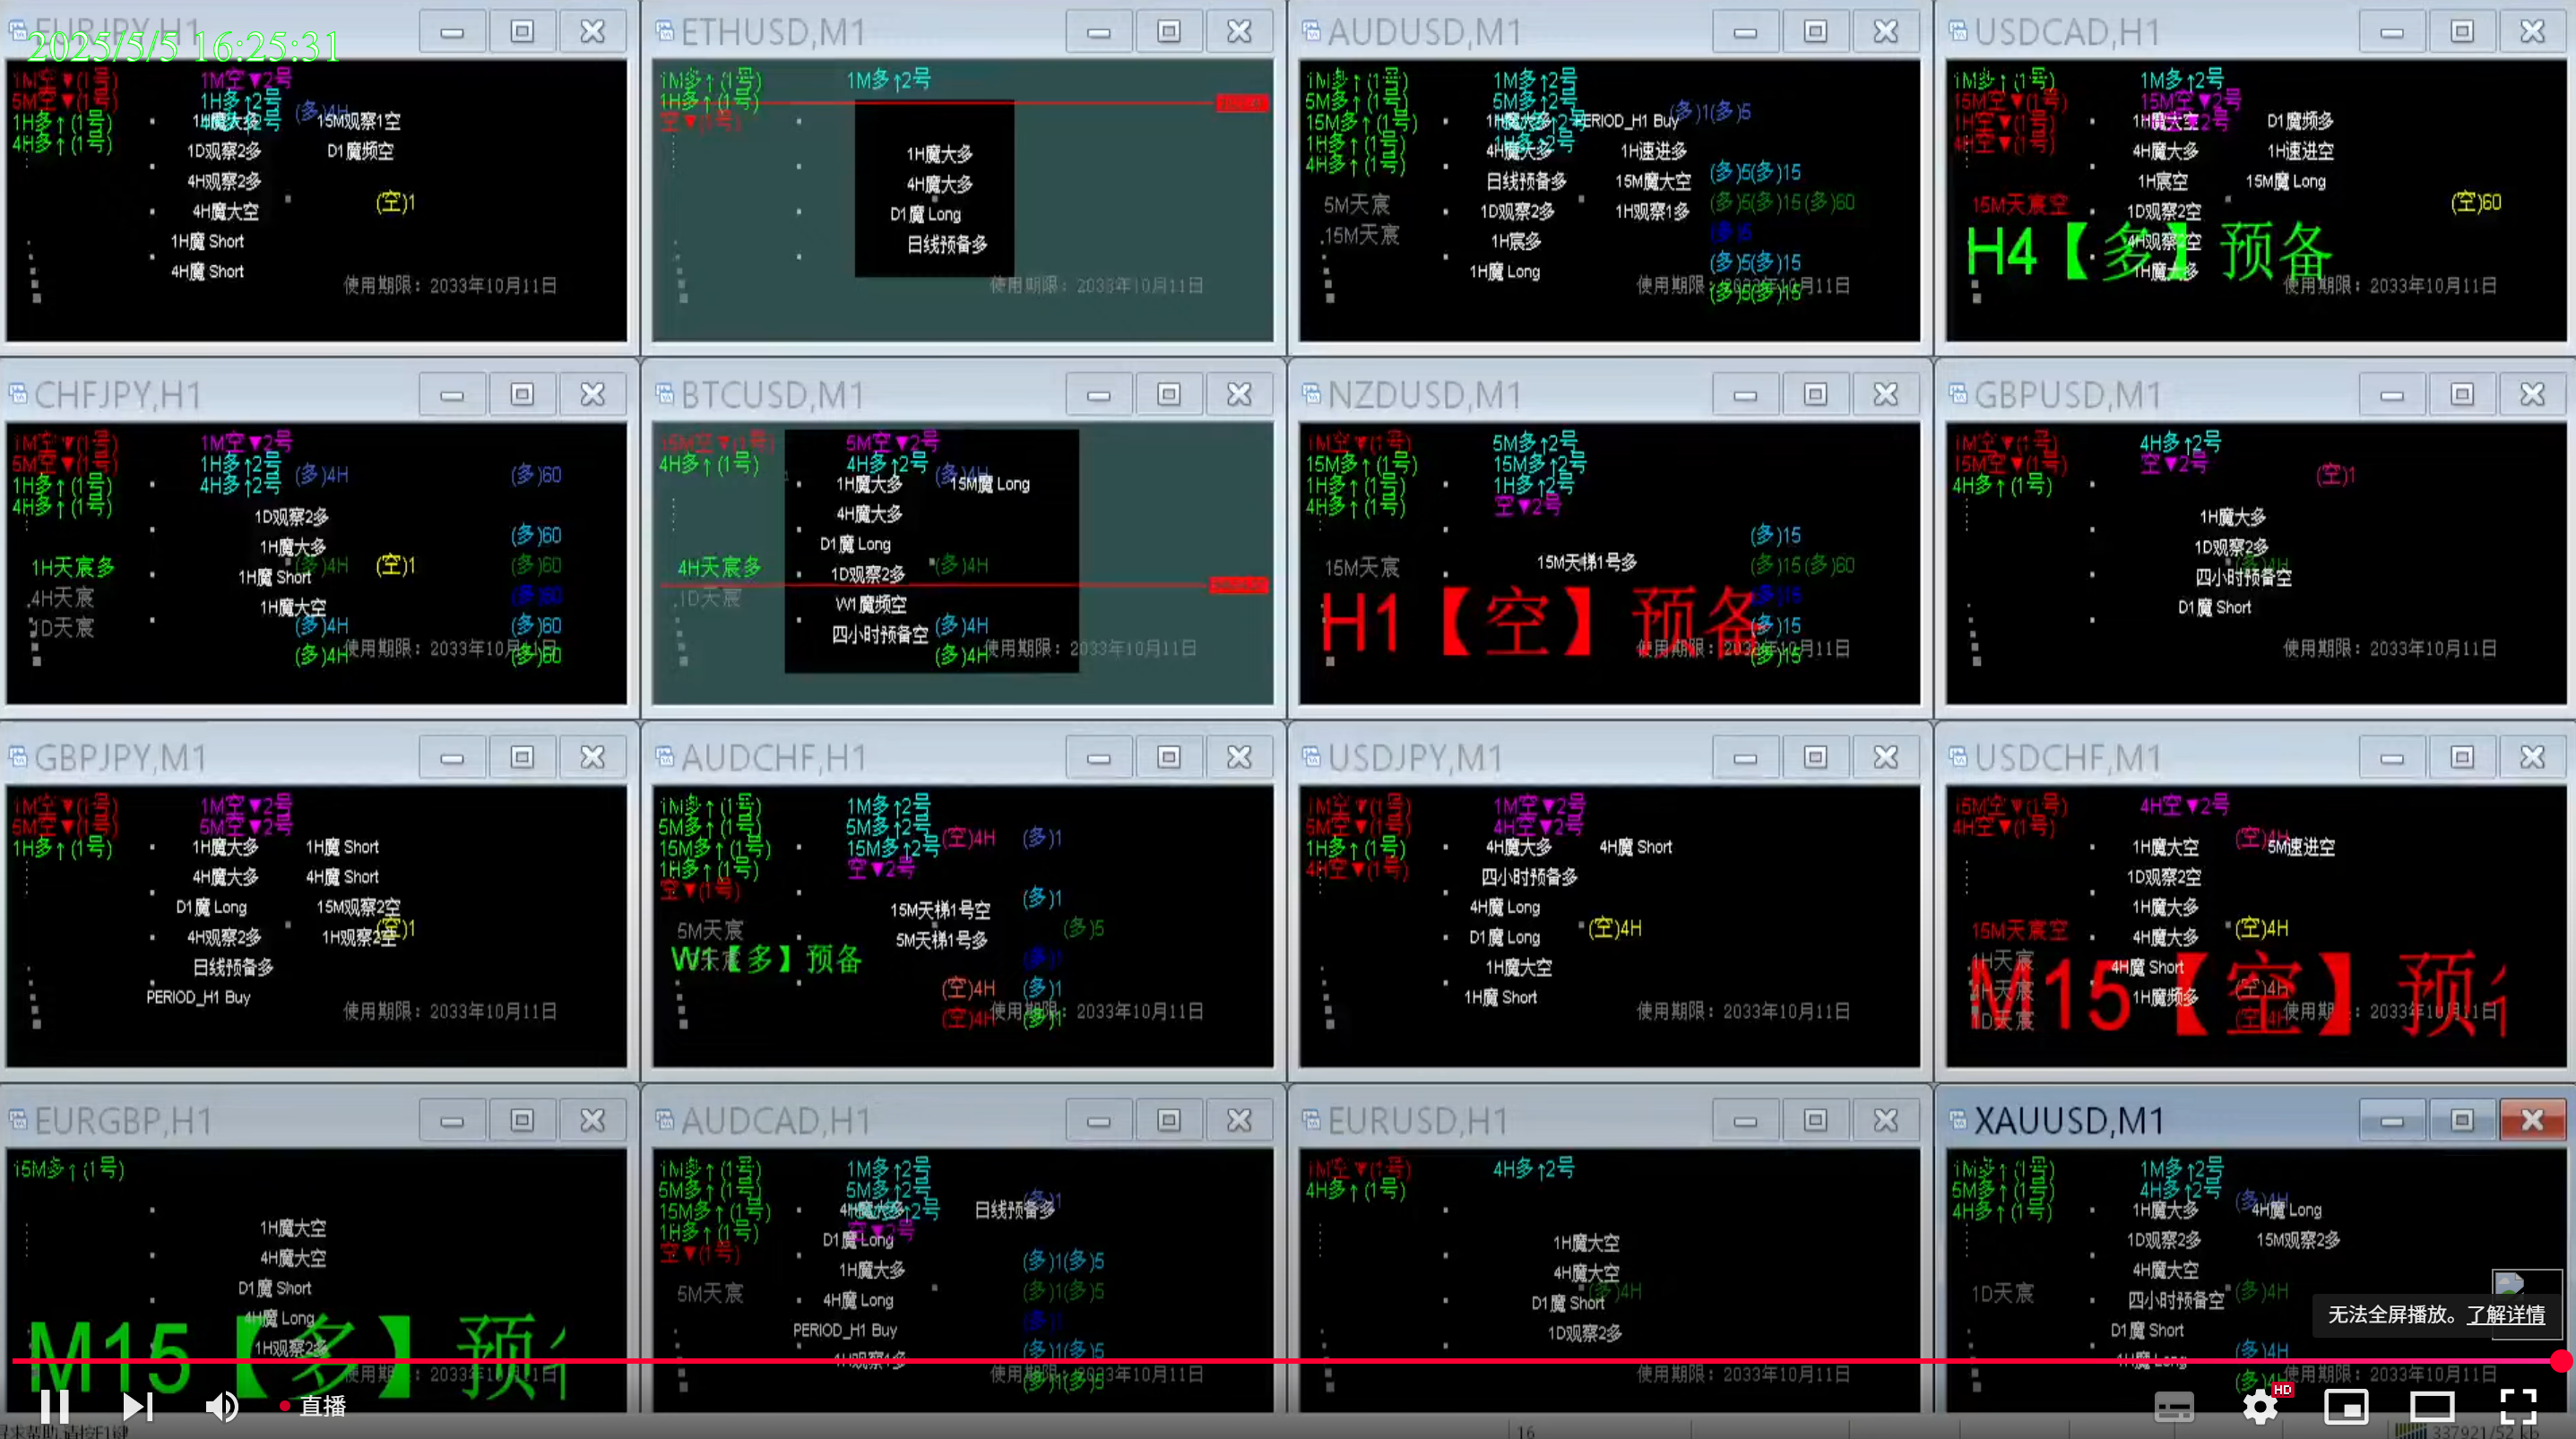 EURJPY,H1
2025/5/5 16:25:31
1M空▼(1号)
5M空▼(1号)
1H多↑(1号)
4H多↑(1号)
1M空▼2号
1H多↑2号
(多)4H
1H魔大多
15M观察1空
1D观察2多
D1魔频空
4H观察2多
4H魔大空
(空)1
1H魔 Short
4H魔 Short
使用期限：2033年10月11日
ETHUSD,M1
1M多↑(1号)
1H多↑(1号)
空▼(1号)
1M多↑2号
1H魔大多
4H魔大多
D1魔 Long
日线预备多
使用期限：2033年10月11日
AUDUSD,M1
1M多↑(1号)
5M多↑(1号)
15M多↑(1号)
1H多↑(1号)
4H多↑(1号)
1M多↑2号
5M多↑2号
1H多↑2号
(多)1(多)5
1H魔大多
PERIOD_H1 Buy
4H魔大多
1H速进多
日线预备多
15M魔大空
(多)5(多)15
5M天宸
1D观察2多
1H观察1多
(多)5(多)15(多)60
15M天宸
1H宸多
(多)5
1H魔 Long
(多)5(多)15
使用期限：2033年10月11日
(多)5(多)15
USDCAD,H1
1M多↑(1号)
15M空▼(1号)
1H空▼(1号)
4H空▼(1号)
1M多↑2号
15M空▼2号
1H魔大空
D1魔频多
4H魔大多
1H速进空
1H宸空
15M魔 Long
15M天宸空
1D观察2空
(空)60
4H观察2空
H4【多】预备
1H魔大多
使用期限：2033年10月11日
CHFJPY,H1
1M空▼(1号)
5M空▼(1号)
1H多↑(1号)
4H多↑(1号)
1M空▼2号
1H多↑2号
4H多↑2号
(多)4H
(多)60
1D观察2多
1H魔大多
(多)60
1H天宸多
(多)4H
(空)1
(多)60
1H魔 Short
4H天宸
(多)60
1H魔大空
1D天宸
(多)4H
(多)60
使用期限：2033年10月11日
(多)4H
(多)60
BTCUSD,M1
15M空▼(1号)
4H多↑(1号)
5M空▼2号
4H多↑2号
(多)4H
1H魔大多
15M魔 Long
4H魔大多
D1魔 Long
4H天宸多
1D观察2多
(多)4H
1D天宸
W1魔频空
四小时预备空
(多)4H
(多)4H
使用期限：2033年10月11日
NZDUSD,M1
1M空▼(1号)
15M多↑(1号)
1H多↑(1号)
4H多↑(1号)
5M多↑2号
15M多↑2号
1H多↑2号
空▼2号
(多)15
15M天宸
15M天梯1号多
(多)15(多)60
H1【空】预备
(多)15
(多)15
使用期限：2033年10月11日
(多)15
GBPUSD,M1
1M空▼(1号)
15M空▼(1号)
4H多↑(1号)
4H多↑2号
空▼2号
(空)1
1H魔大多
1D观察2多
(多)4H
四小时预备空
D1魔 Short
使用期限：2033年10月11日
GBPJPY,M1
1M空▼(1号)
5M空▼(1号)
1H多↑(1号)
1M空▼2号
5M空▼2号
1H魔大多
1H魔 Short
4H魔大多
4H魔 Short
D1魔 Long
15M观察2空
4H观察2多
1H观察2空
(空)1
日线预备多
PERIOD_H1 Buy
使用期限：2033年10月11日
AUDCHF,H1
1M多↑(1号)
5M多↑(1号)
15M多↑(1号)
1H多↑(1号)
空▼(1号)
1M多↑2号
5M多↑2号
15M多↑2号
空▼2号
(空)4H
(多)1
(多)1
15M天梯1号空
5M天宸
(多)5
5M天梯1号多
W1【多】预备
(多)1
(空)4H
(多)1
(空)4H
(多)1
使用期限：2033年10月11日
USDJPY,M1
1M空▼(1号)
5M空▼(1号)
1H多↑(1号)
4H空▼(1号)
1M空▼2号
4H空▼2号
4H魔大多
4H魔 Short
四小时预备多
4H魔 Long
D1魔 Long
(空)4H
1H魔大空
1H魔 Short
使用期限：2033年10月11日
USDCHF,M1
15M空▼(1号)
4H空▼(1号)
4H空▼2号
(空)4H
1H魔大空
5M速进空
1D观察2空
1H魔大多
15M天宸空
(空)4H
4H魔大多
1H天宸
4H魔 Short
4H天宸
1H魔频多
(空)4H
M15【空】预
1D天宸
(空)4H
使用期限：2033年10月11日
EURGBP,H1
15M多↑(1号)
1H魔大空
4H魔大空
D1魔 Short
4H魔 Long
1H观察2多
M15【多】预
使用期限：2033年10月11日
AUDCAD,H1
1M多↑(1号)
5M多↑(1号)
15M多↑(1号)
1H多↑(1号)
空▼(1号)
1M多↑2号
5M多↑2号
空▼2号
(多)1
4H魔大多
日线预备多
D1魔 Long
(多)1(多)5
1H魔大多
5M天宸
(多)1(多)5
4H魔 Long
(多)1
PERIOD_H1 Buy
(多)1(多)5
1H观察1多
使用期限：2033年10月11日
(多)1(多)5
EURUSD,H1
1M空▼(1号)
4H多↑(1号)
4H多↑2号
1H魔大空
4H魔大空
(多)4H
D1魔 Short
1D观察2多
使用期限：2033年10月11日
XAUUSD,M1
1M多↑(1号)
5M多↑(1号)
4H多↑(1号)
1M多↑2号
4H多↑2号
(多)4H
1H魔大多
4H魔 Long
1D观察2多
15M观察2多
4H魔大空
1D天宸
(多)4H
四小时预备空
D1魔 Short
(多)4H
1H魔 Long
使用期限：2033年10月11日
无法全屏播放。了解详情
直播
HD
16